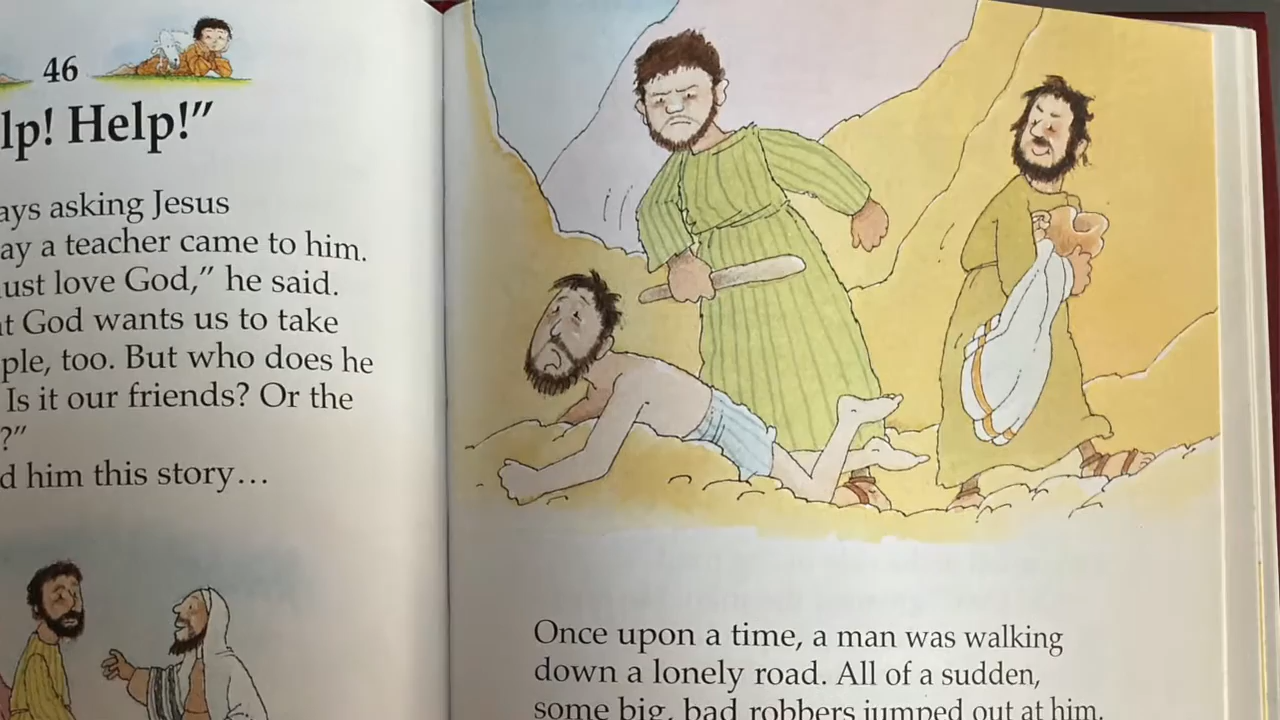 46
lp! Help!”
ays asking Jesus
ay a teacher came to him.
ust love God,” he said.
at God wants us to take
ple, too. But who does he
Is it our friends? Or the
?”
d him this story…
Once upon a time, a man was walking
down a lonely road. All of a sudden,
some big, bad robbers jumped out at him.